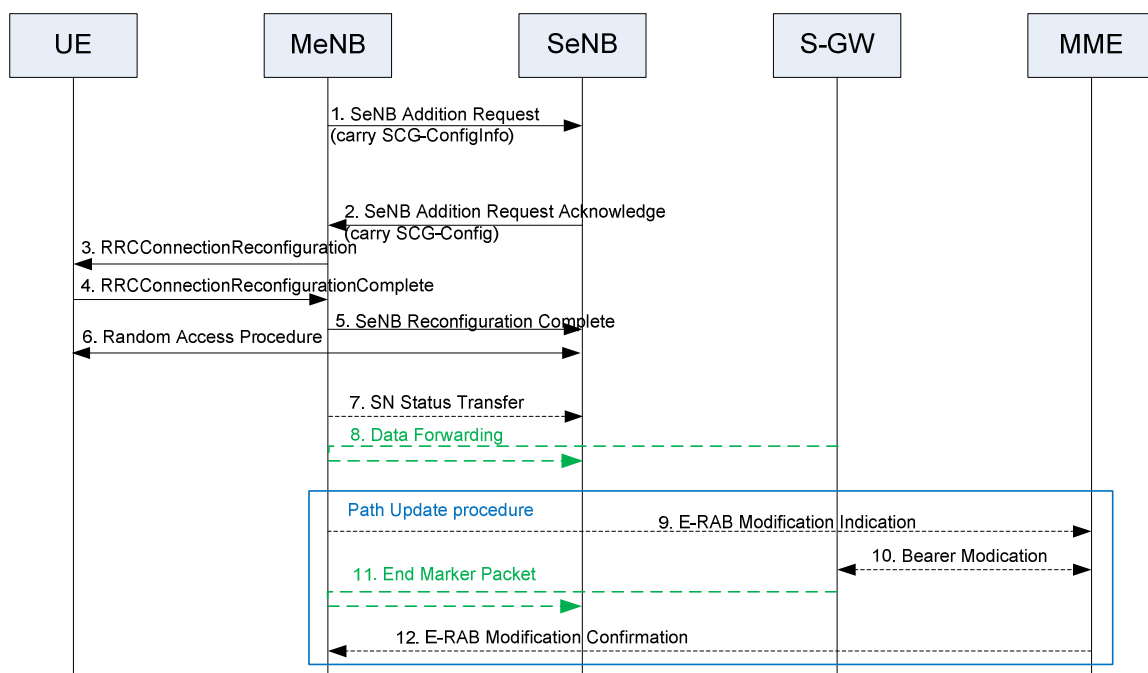 UE
MeNB
SeNB
S-GW
MME
1. SeNB Addition Request
(carry SCG-ConfigInfo)
2. SeNB Addition Request Acknowledge
(carry SCG-Config)
3. RRCConnectionReconfiguration
4. RRCConnectionReconfigurationComplete
5. SeNB Reconfiguration Complete
6. Random Access Procedure
7. SN Status Transfer
8. Data Forwarding
Path Update procedure
9. E-RAB Modification Indication
10. Bearer Modication
11. End Marker Packet
12. E-RAB Modification Confirmation